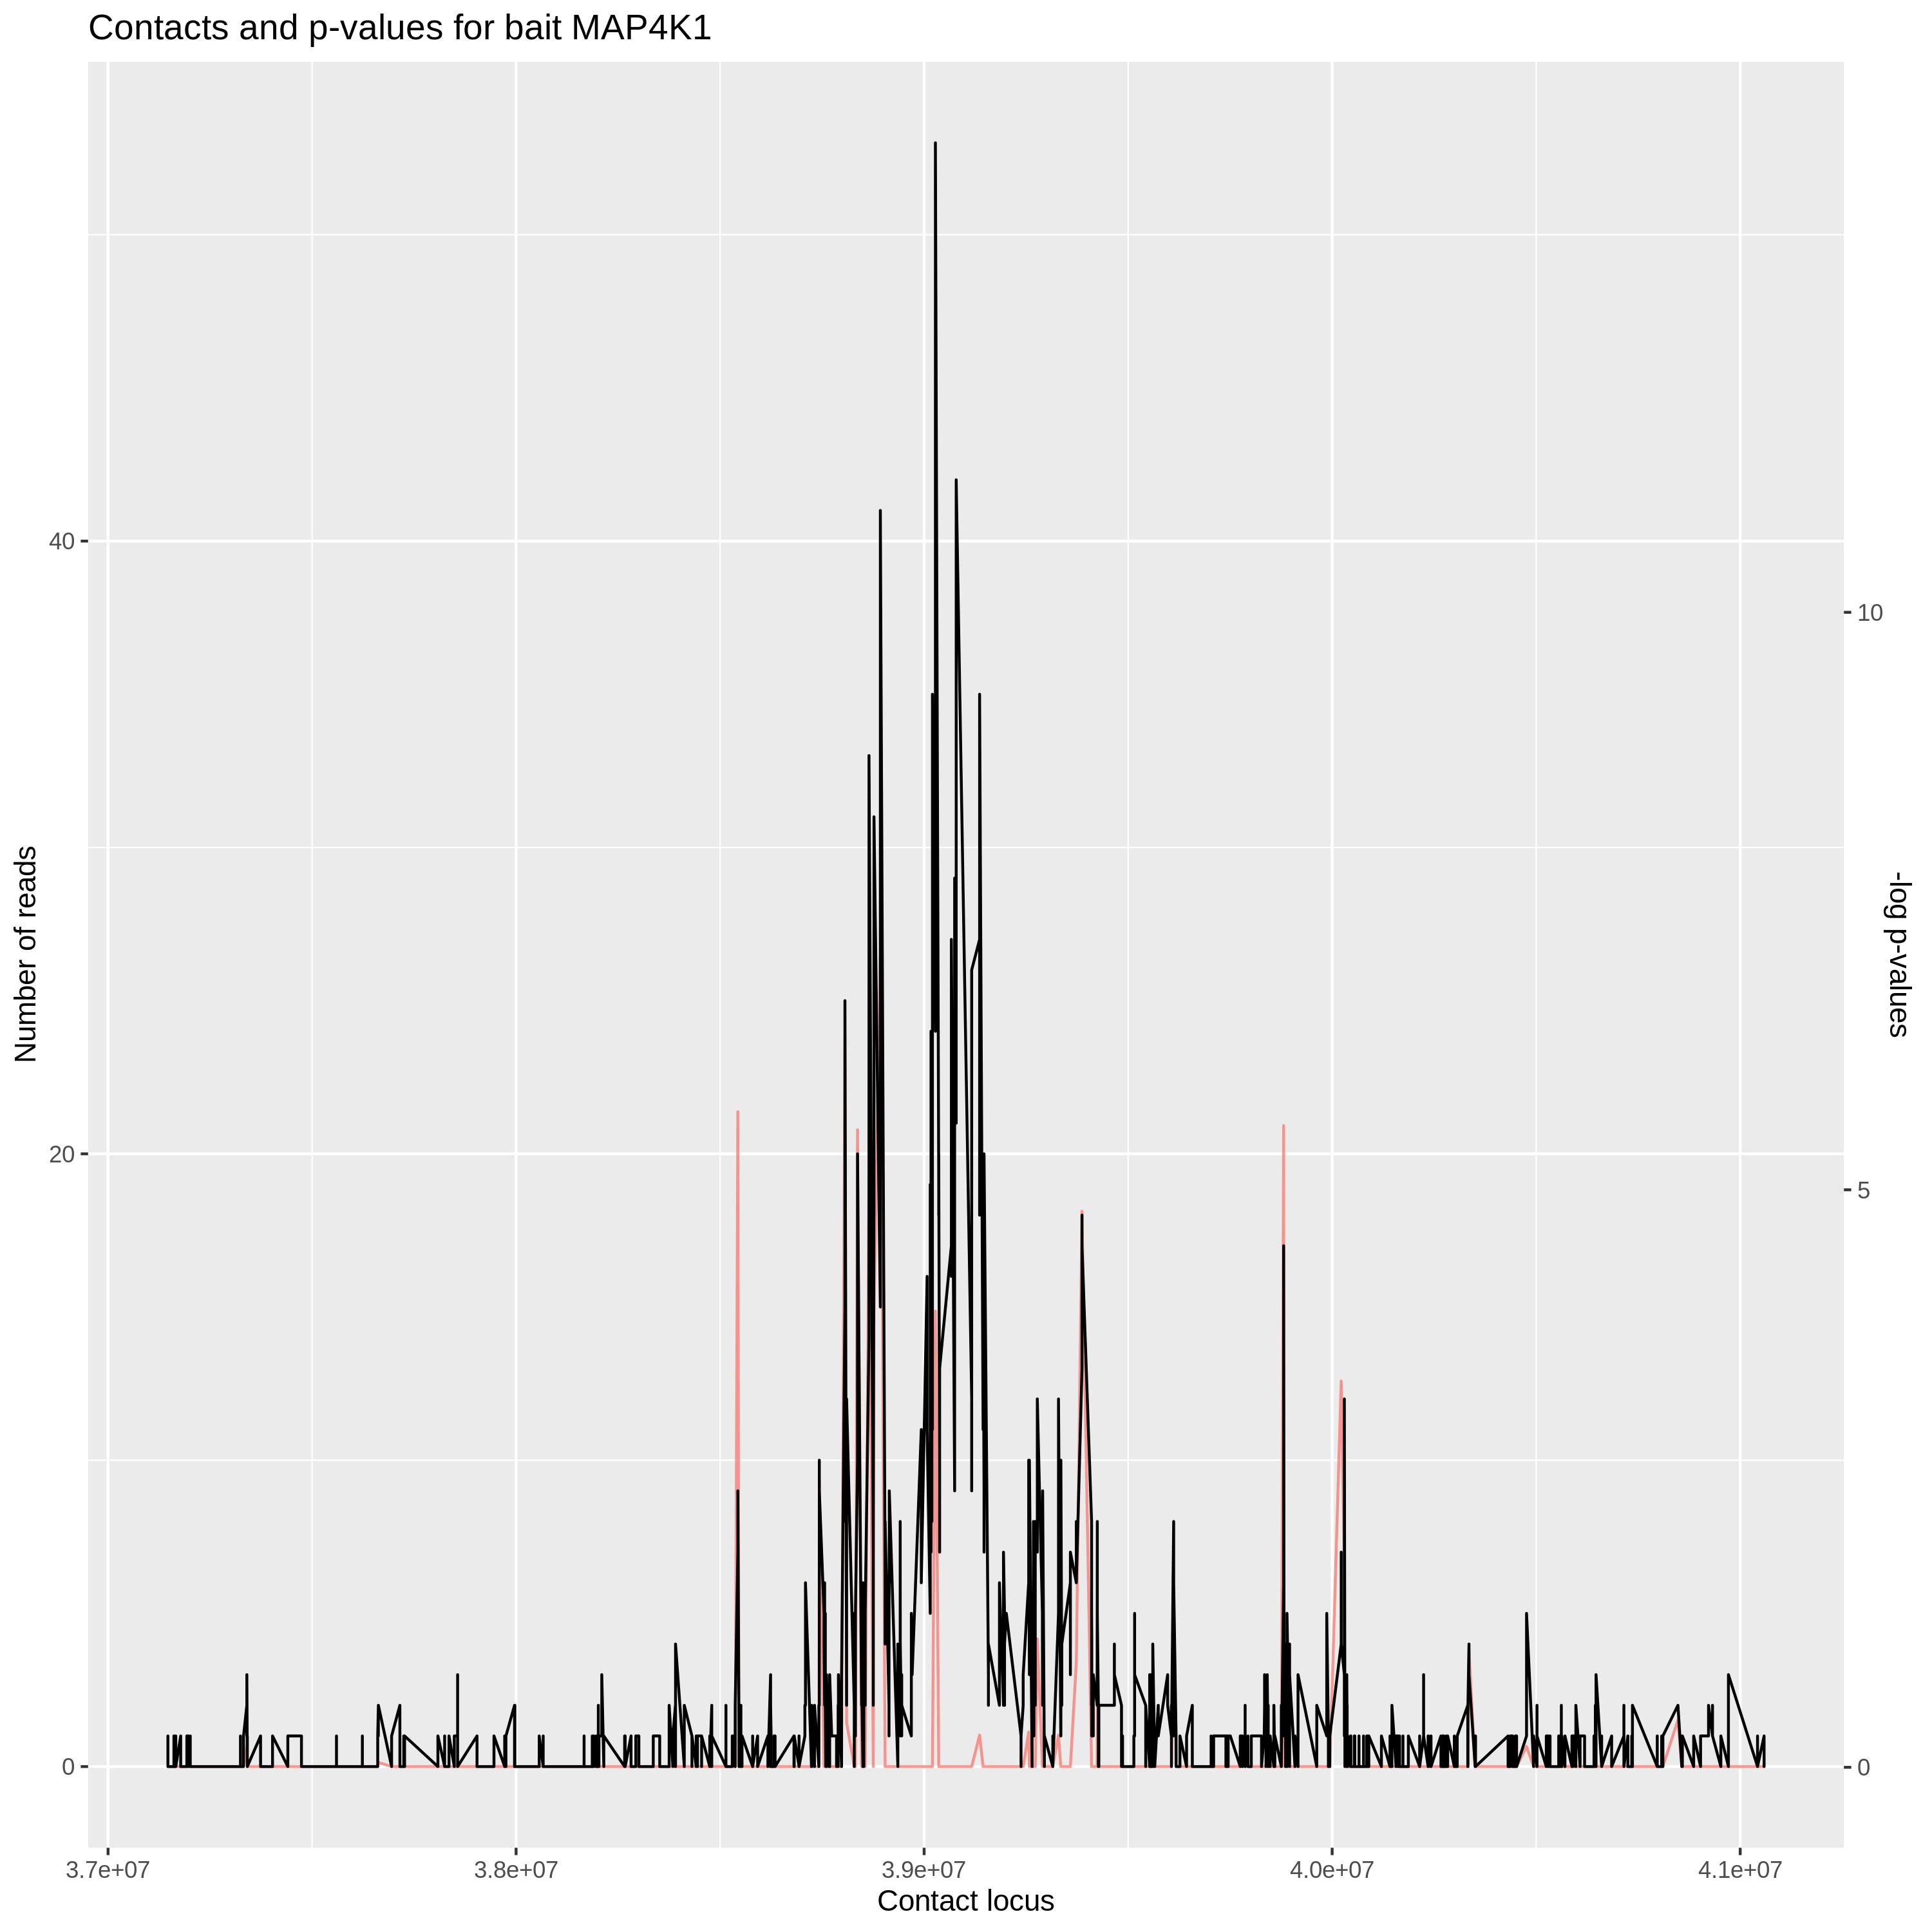 Contacts and p-values for bait MAP4K1
Number of reads
40
20
0
-log p-values
10
5
0
3.7e+07
3.8e+07
3.9e+07
4.0e+07
4.1e+07
Contact locus